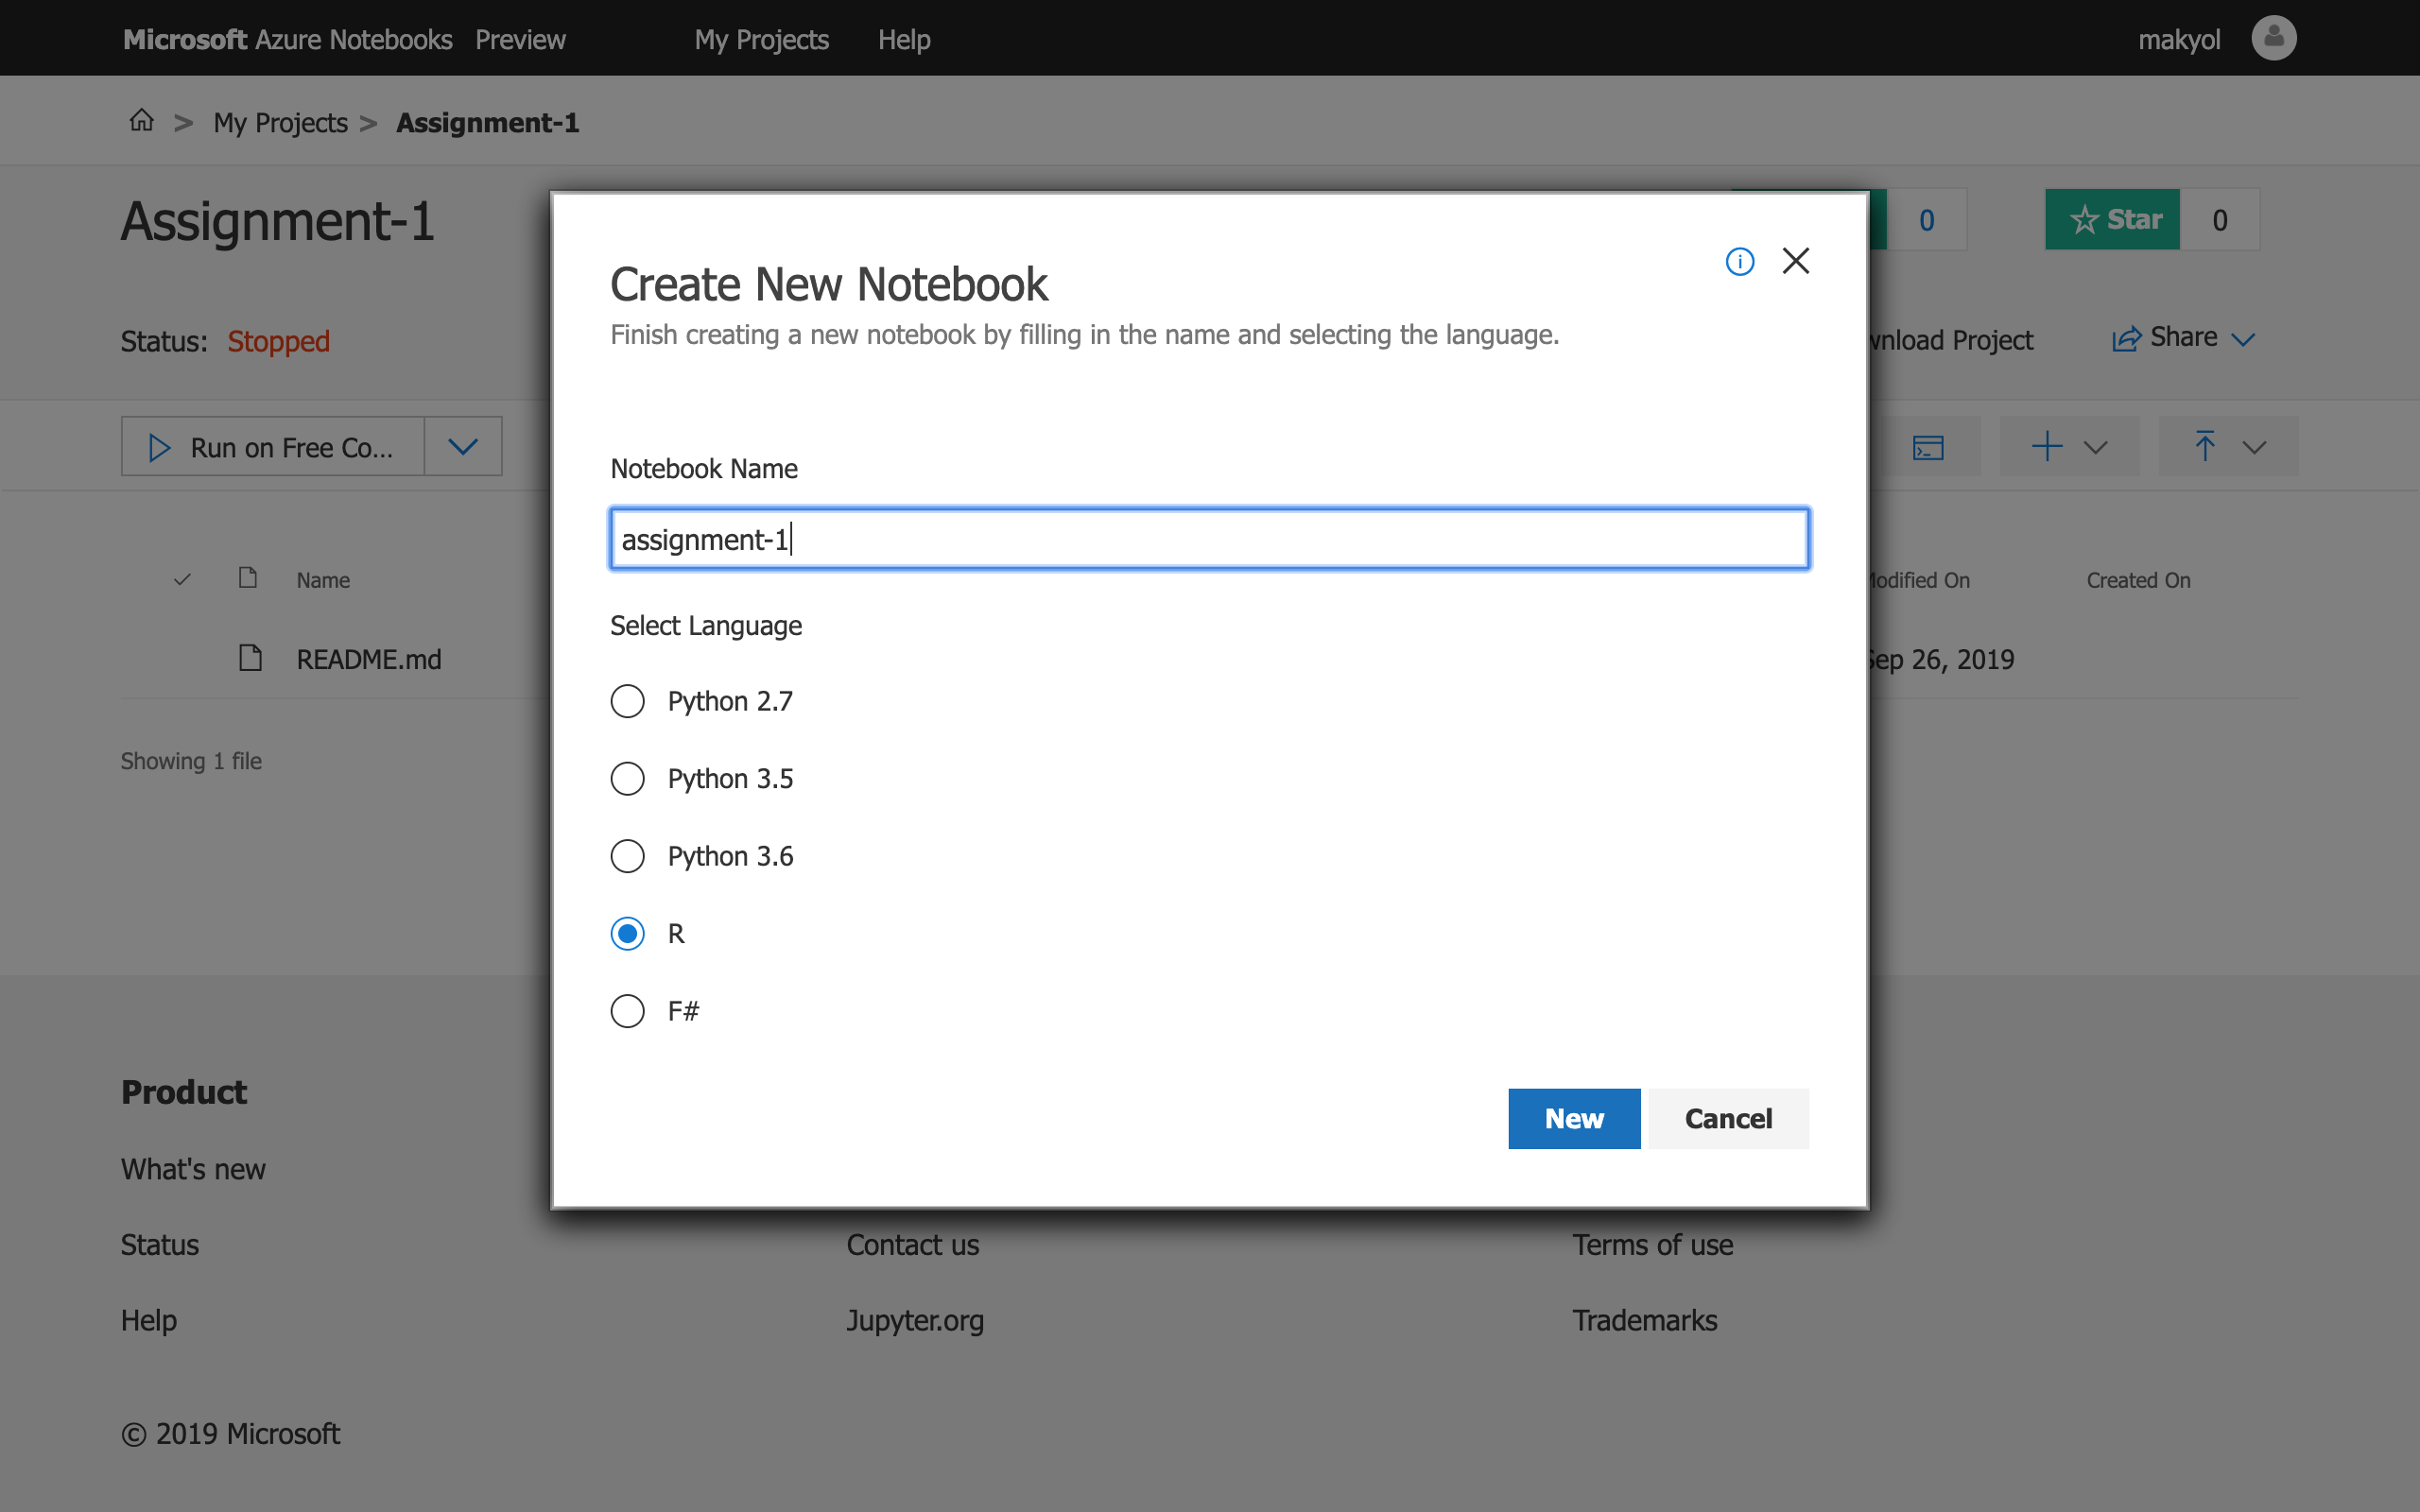 Microsoft Azure Notebooks Preview My Projects Help makyol
> My Projects > Assignment-1
Assignment-1
0 Star 0
Status: Stopped
Project Share
Run on Free Co...
Name
Modified On Created On
README.md
Sep 26, 2019
Showing 1 file
Create New Notebook
Finish creating a new notebook by filling in the name and selecting the language.
Notebook Name
assignment-1
Select Language
Python 2.7
Python 3.5
Python 3.6
R
F#
New Cancel
Product
What's new
Status Contact us Terms of use
Help Jupyter.org Trademarks
© 2019 Microsoft